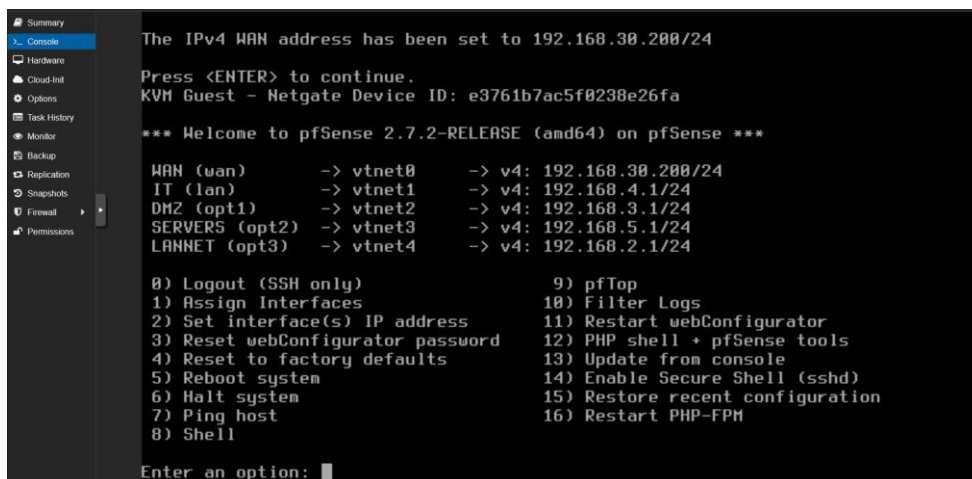 Summary
>_ Console
Hardware
Cloud-Init
Options
Task History
Monitor
Backup
Replication
Snapshots
Firewall
Permissions
The IPv4 WAN address has been set to 192.168.30.200/24
Press <ENTER> to continue.
KVM Guest - Netgate Device ID: e3761b7ac5f0238e26fa
*** Welcome to pfSense 2.7.2-RELEASE (amd64) on pfSense ***
WAN (wan) -> vtnet0 -> v4: 192.168.30.200/24
IT (lan) -> vtnet1 -> v4: 192.168.4.1/24
DMZ (opt1) -> vtnet2 -> v4: 192.168.3.1/24
SERVERS (opt2) -> vtnet3 -> v4: 192.168.5.1/24
LANNET (opt3) -> vtnet4 -> v4: 192.168.2.1/24
0) Logout (SSH only) 9) pfTop
1) Assign Interfaces 10) Filter Logs
2) Set interface(s) IP address 11) Restart webConfigurator
3) Reset webConfigurator password 12) PHP shell + pfSense tools
4) Reset to factory defaults 13) Update from console
5) Reboot system 14) Enable Secure Shell (sshd)
6) Halt system 15) Restore recent configuration
7) Ping host 16) Restart PHP-FPM
8) Shell
Enter an option: